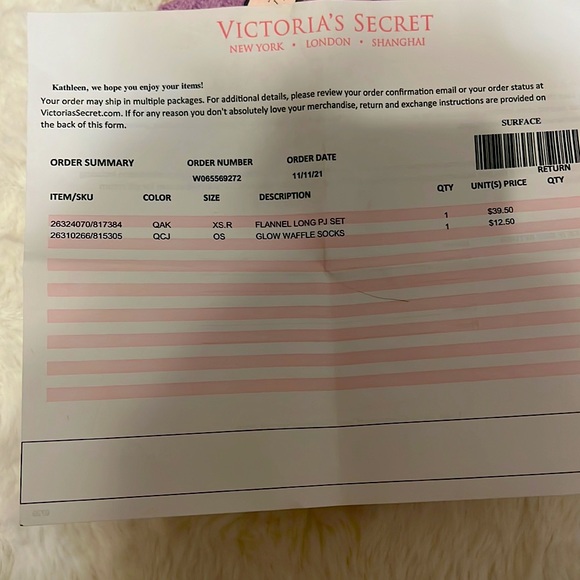 VICTORIA'S SECRET
NEW YORK • LONDON • SHANGHAI
Kathleen, we hope you enjoy your items!
Your order may ship in multiple packages. For additional details, please review your order confirmation email or your order status at
VictoriasSecret.com. If for any reason you don't absolutely love your merchandise, return and exchange instructions are provided on
the back of this form.
SURFACE
ORDER SUMMARY ORDER NUMBER ORDER DATE
W065569272 11/11/21
ITEM/SKU COLOR SIZE DESCRIPTION QTY UNIT(S) PRICE RETURN QTY
26324070/817384 QAK XS.R FLANNEL LONG PJ SET 1 $39.50
26310266/815305 QCJ OS GLOW WAFFLE SOCKS 1 $12.50